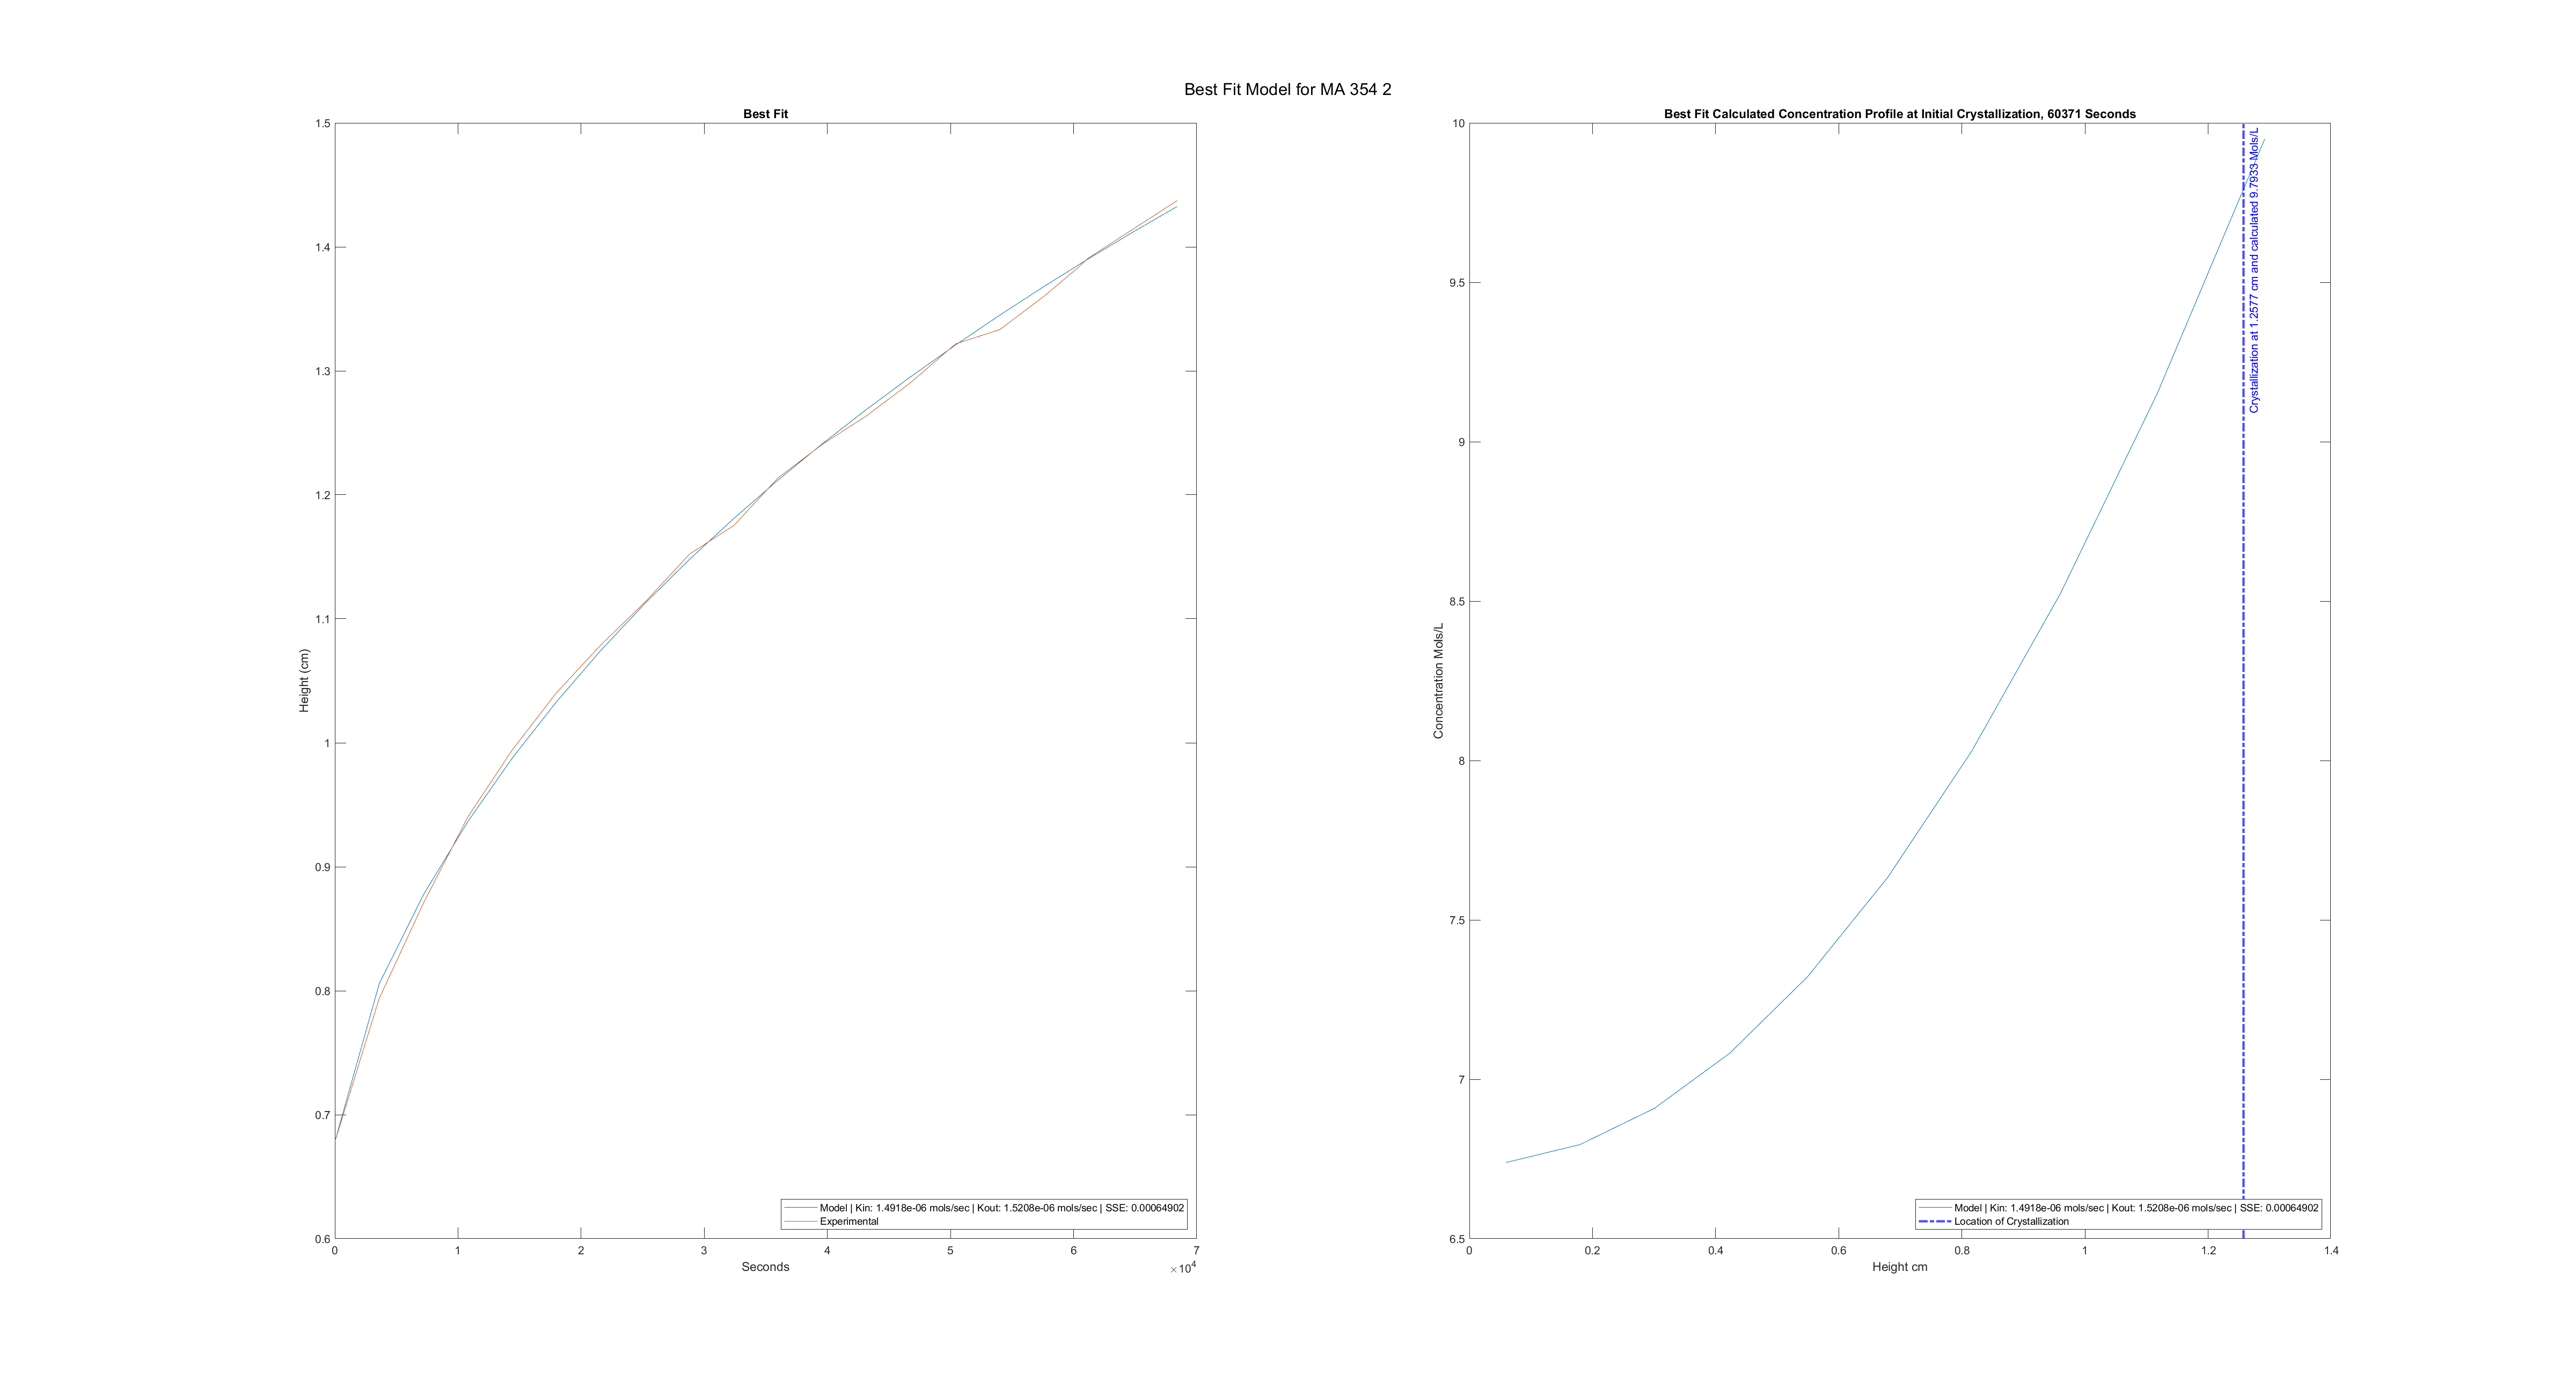 Best Fit Model for MA 354 2
Best Fit
1.5
1.4
1.3
1.2
1.1
1
0.9
0.8
0.7
0.6
Height (cm)
0
1
2
3
4
5
6
7
Seconds
×10⁴
Model | Kin: 1.4918e-06 mols/sec | Kout: 1.5208e-06 mols/sec | SSE: 0.00064902
Experimental
Best Fit Calculated Concentration Profile at Initial Crystallization, 60371 Seconds
10
9.5
9
8.5
8
7.5
7
6.5
Concentration Mols/L
Crystallization at 1.2577 cm and calculated 9.7933 Mols/L
0
0.2
0.4
0.6
0.8
1
1.2
1.4
Height cm
Model | Kin: 1.4918e-06 mols/sec | Kout: 1.5208e-06 mols/sec | SSE: 0.00064902
Location of Crystallization